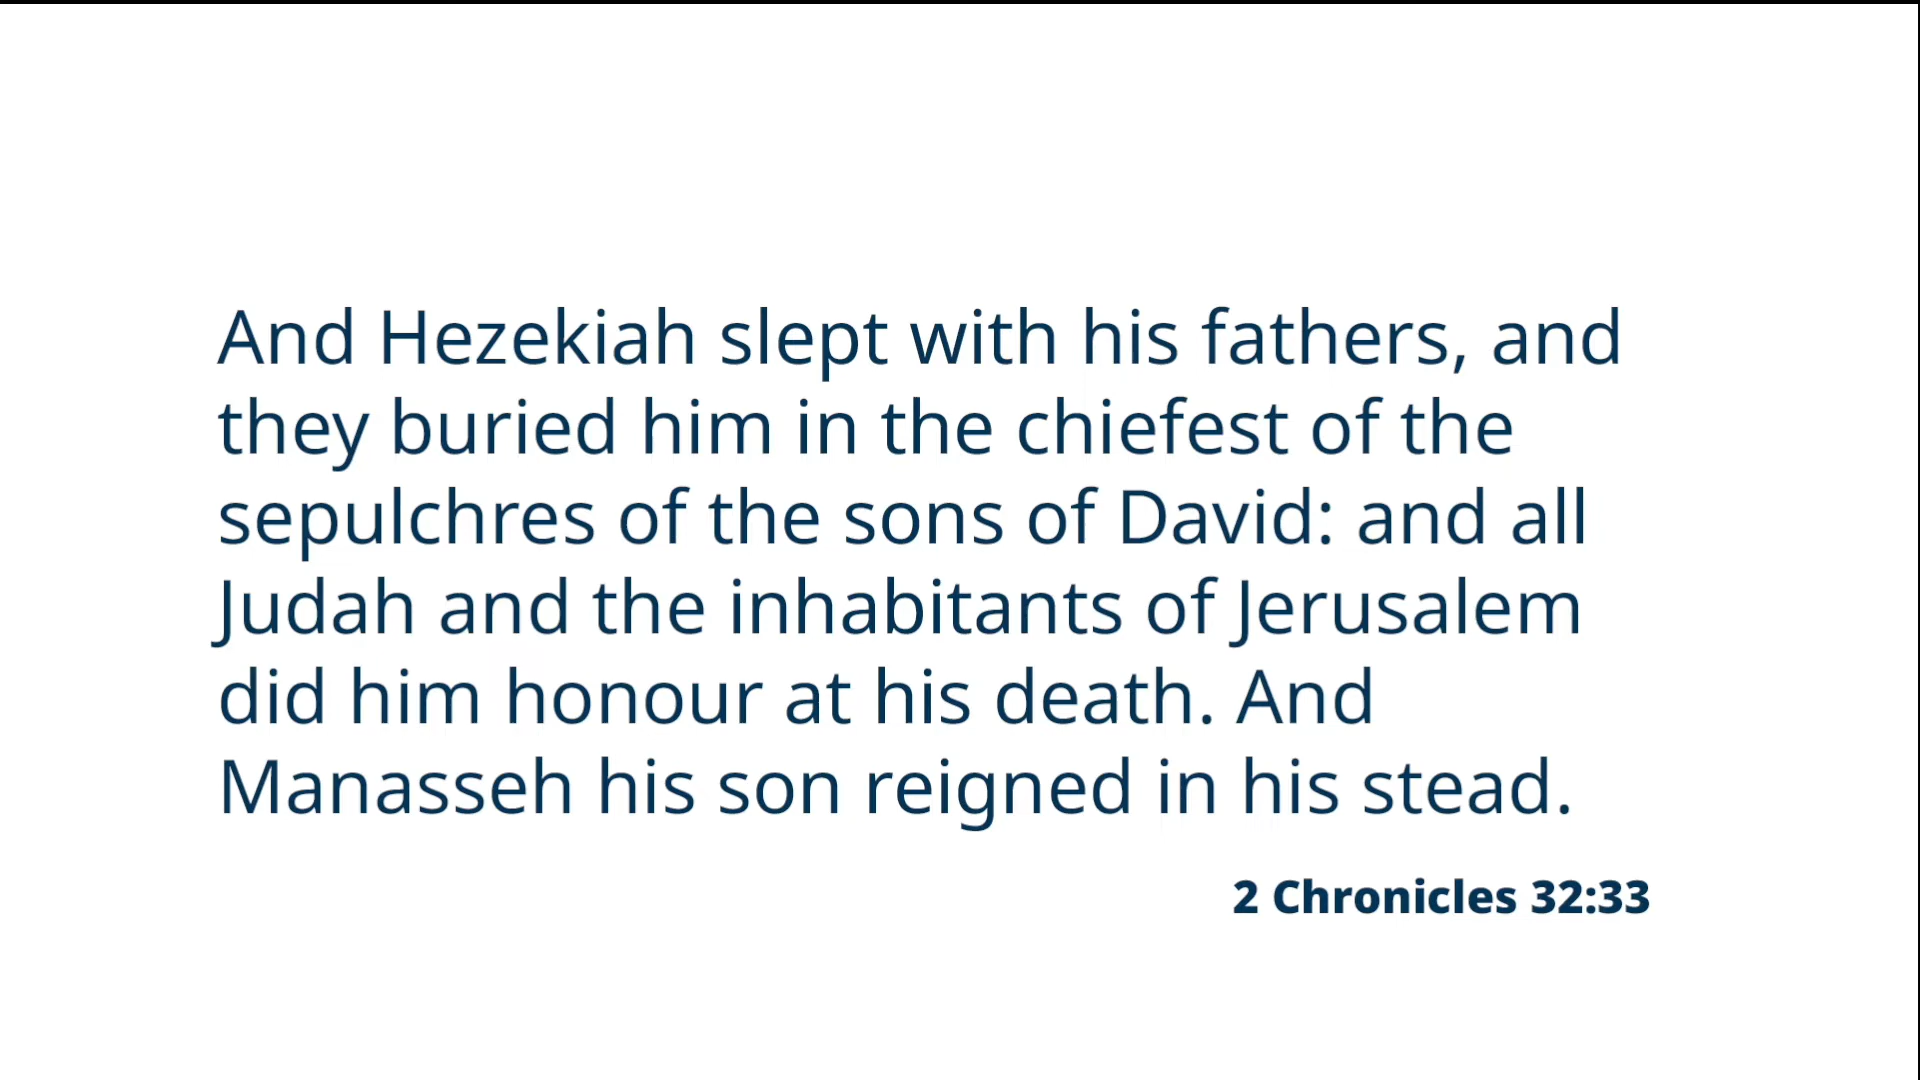 And Hezekiah slept with his fathers, and
they buried him in the chiefest of the
sepulchres of the sons of David: and all
Judah and the inhabitants of Jerusalem
did him honour at his death. And
Manasseh his son reigned in his stead.
2 Chronicles 32:33